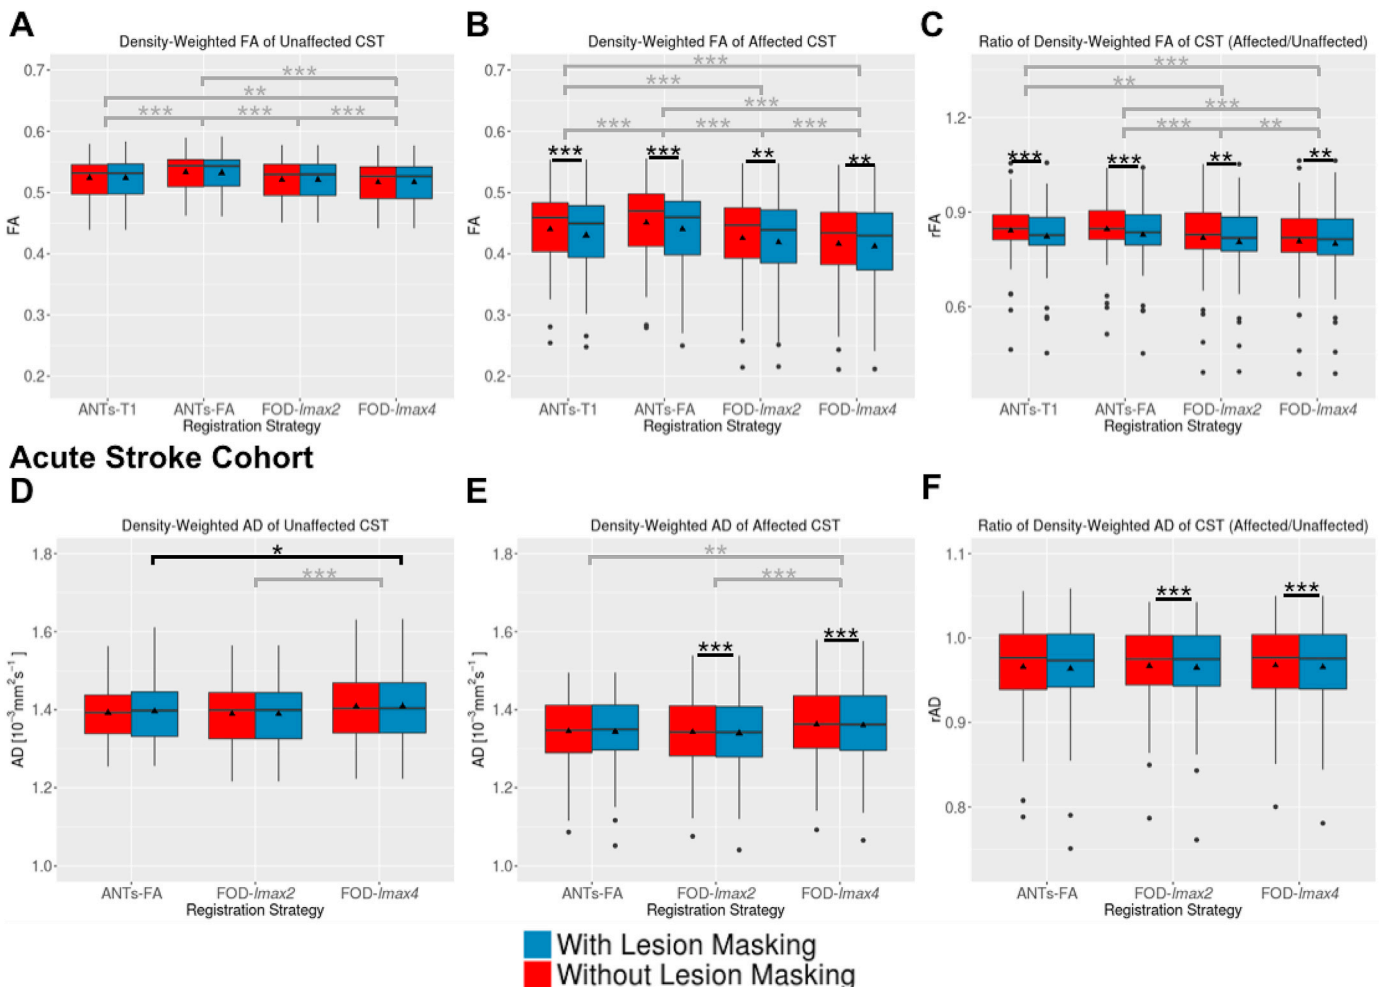 A
Density-Weighted FA of Unaffected CST
FA
0.7
0.6
0.5
0.4
0.3
0.2
***
**
*** *** ***
ANTs-T1 ANTs-FA FOD-lmax2 FOD-lmax4
Registration Strategy
B
Density-Weighted FA of Affected CST
FA
0.7
0.6
0.5
0.4
0.3
0.2
***
***
***
*** *** ***
*** *** ** **
ANTs-T1 ANTs-FA FOD-lmax2 FOD-lmax4
Registration Strategy
C
Ratio of Density-Weighted FA of CST (Affected/Unaffected)
rFA
1.2
0.9
0.6
***
**
***
*** **
*** *** ** **
ANTs-T1 ANTs-FA FOD-lmax2 FOD-lmax4
Registration Strategy
Acute Stroke Cohort
D
Density-Weighted AD of Unaffected CST
AD [10⁻³mm²s⁻¹ ]
1.8
1.6
1.4
1.2
1.0
*
***
ANTs-FA FOD-lmax2 FOD-lmax4
Registration Strategy
E
Density-Weighted AD of Affected CST
AD [10⁻³mm²s⁻¹ ]
1.8
1.6
1.4
1.2
1.0
**
***
*** ***
ANTs-FA FOD-lmax2 FOD-lmax4
Registration Strategy
F
Ratio of Density-Weighted AD of CST (Affected/Unaffected)
rAD
1.1
1.0
0.9
0.8
*** ***
ANTs-FA FOD-lmax2 FOD-lmax4
Registration Strategy
With Lesion Masking
Without Lesion Masking